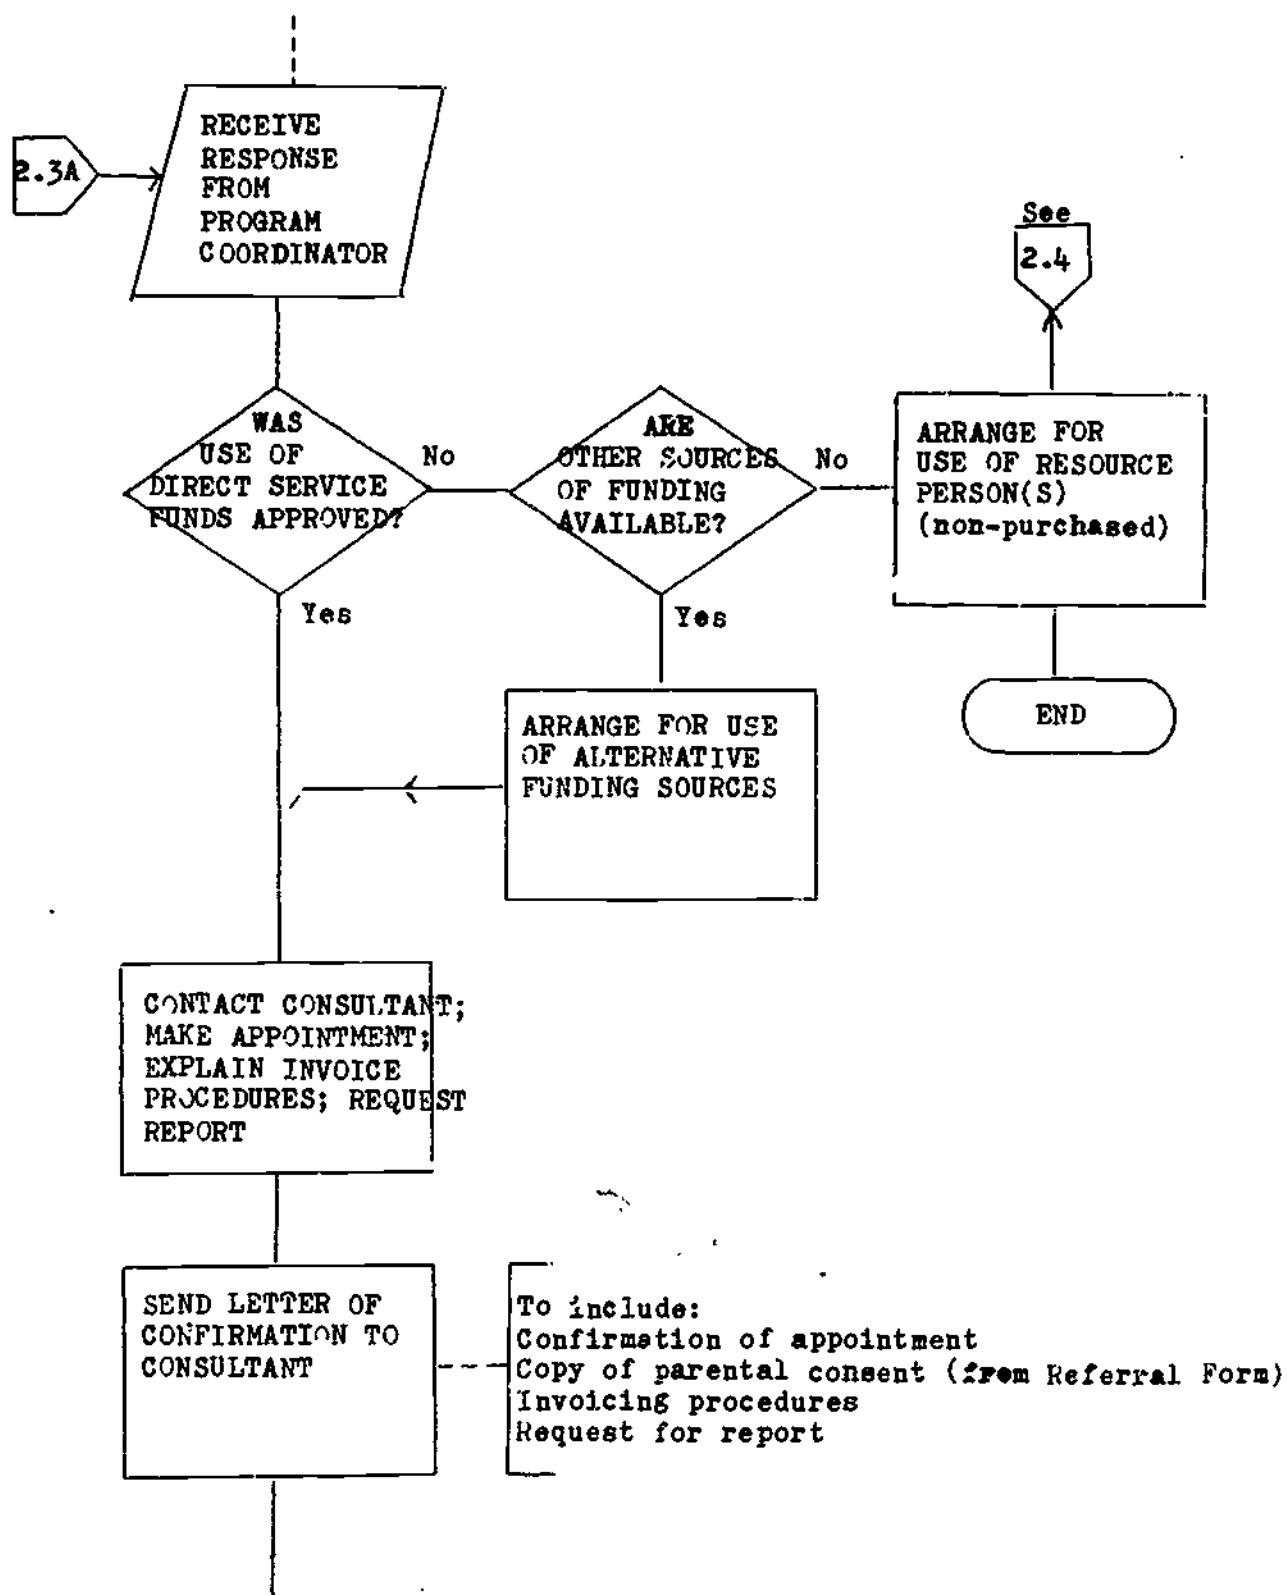 RECEIVE
RESPONSE
FROM
PROGRAM
COORDINATOR
2.3A
See
2.4
WAS
USE OF
DIRECT SERVICE
FUNDS APPROVED?
No
ARE
OTHER SOURCES
OF FUNDING
AVAILABLE?
No
ARRANGE FOR
USE OF RESOURCE
PERSON(S)
(non-purchased)
Yes
Yes
END
ARRANGE FOR USE
OF ALTERNATIVE
FUNDING SOURCES
CONTACT CONSULTANT;
MAKE APPOINTMENT;
EXPLAIN INVOICE
PROCEDURES; REQUEST
REPORT
SEND LETTER OF
CONFIRMATION TO
CONSULTANT
To include:
Confirmation of appointment
Copy of parental consent (from Referral Form)
Invoicing procedures
Request for report